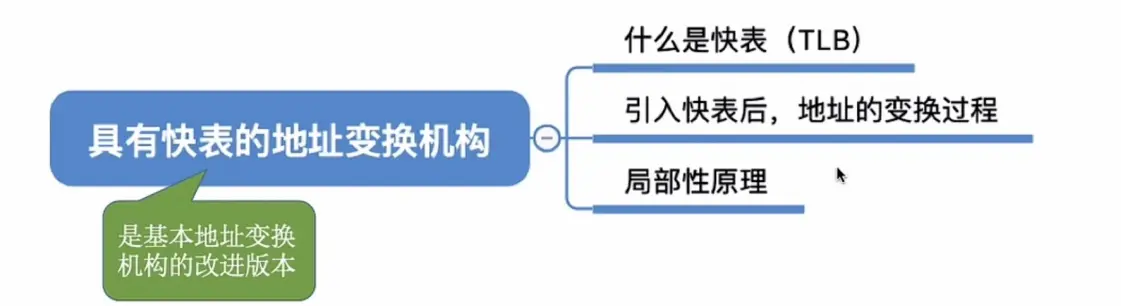 什么是快表（TLB）
引入快表后，地址的变换过程
具有快表的地址变换机构
局部性原理
是基本地址变换
机构的改进版本